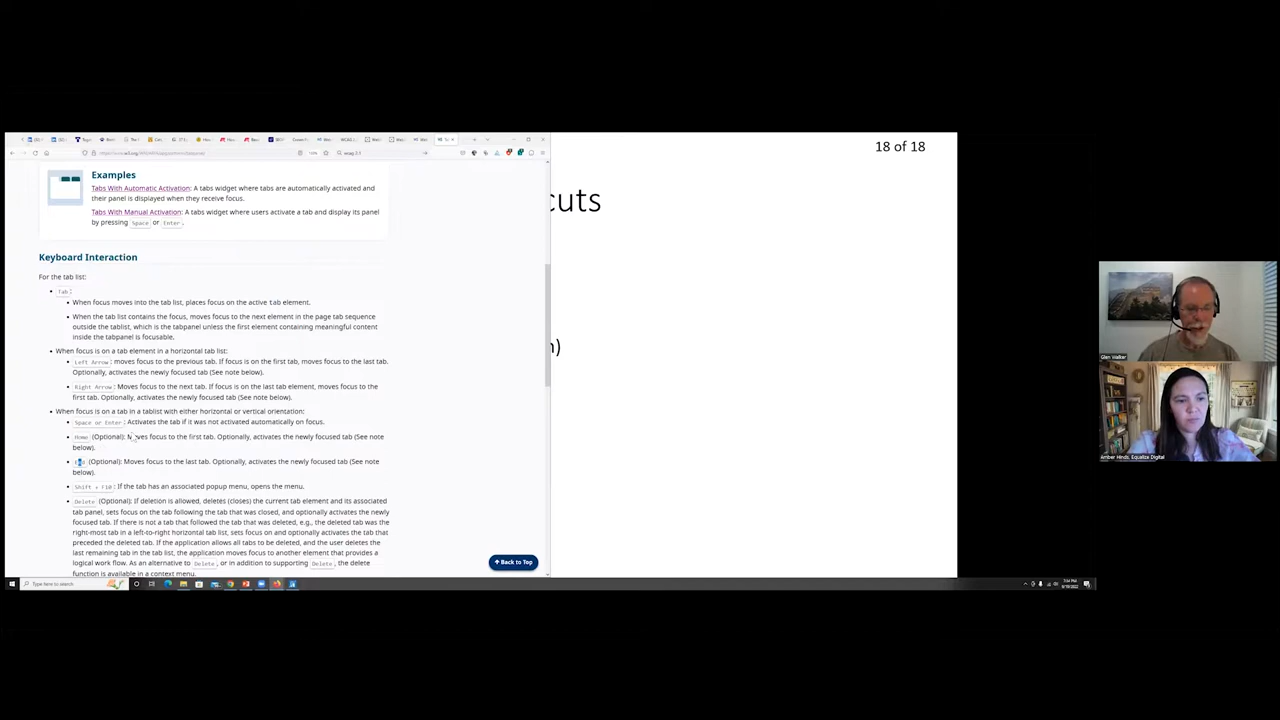 18 of 18
cuts
Examples
Tabs With Automatic Activation: A tabs widget where tabs are automatically activated and
their panel is displayed when they receive focus.
Tabs With Manual Activation: A tabs widget where users activate a tab and display its panel
by pressing Space or Enter.
Keyboard Interaction
For the tab list:
Tab:
When focus moves into the tab list, places focus on the active tab element.
When the tab list contains the focus, moves focus to the next element in the page tab sequence
outside the tablist, which is the tabpanel unless the first element containing meaningful content
inside the tabpanel is focusable.
When focus is on a tab element in a horizontal tab list:
Left Arrow: moves focus to the previous tab. If focus is on the first tab, moves focus to the last tab.
Optionally, activates the newly focused tab (See note below).
Right Arrow: Moves focus to the next tab. If focus is on the last tab element, moves focus to the
first tab. Optionally, activates the newly focused tab (See note below).
When focus is on a tab in a tablist with either horizontal or vertical orientation:
Space or Enter: Activates the tab if it was not activated automatically on focus.
Home (Optional): Moves focus to the first tab. Optionally, activates the newly focused tab (See note
below).
End (Optional): Moves focus to the last tab. Optionally, activates the newly focused tab (See note
below).
Shift + F10: If the tab has an associated popup menu, opens the menu.
Delete (Optional): If deletion is allowed, deletes (closes) the current tab element and its associated
tab panel, sets focus on the tab following the tab that was closed, and optionally activates the newly
focused tab. If there is not a tab that followed the tab that was deleted, e.g., the deleted tab was the
right-most tab in a left-to-right horizontal tab list, sets focus on and optionally activates the tab that
preceded the deleted tab. If the application allows all tabs to be deleted, and the user deletes the
last remaining tab in the tab list, the application moves focus to another element that provides a
logical work flow. As an alternative to Delete, or in addition to supporting Delete, the delete
function is available in a context menu.
Back to Top
n)
Type here to search
Glen Walker
Amber Hinds, Equalize Digital